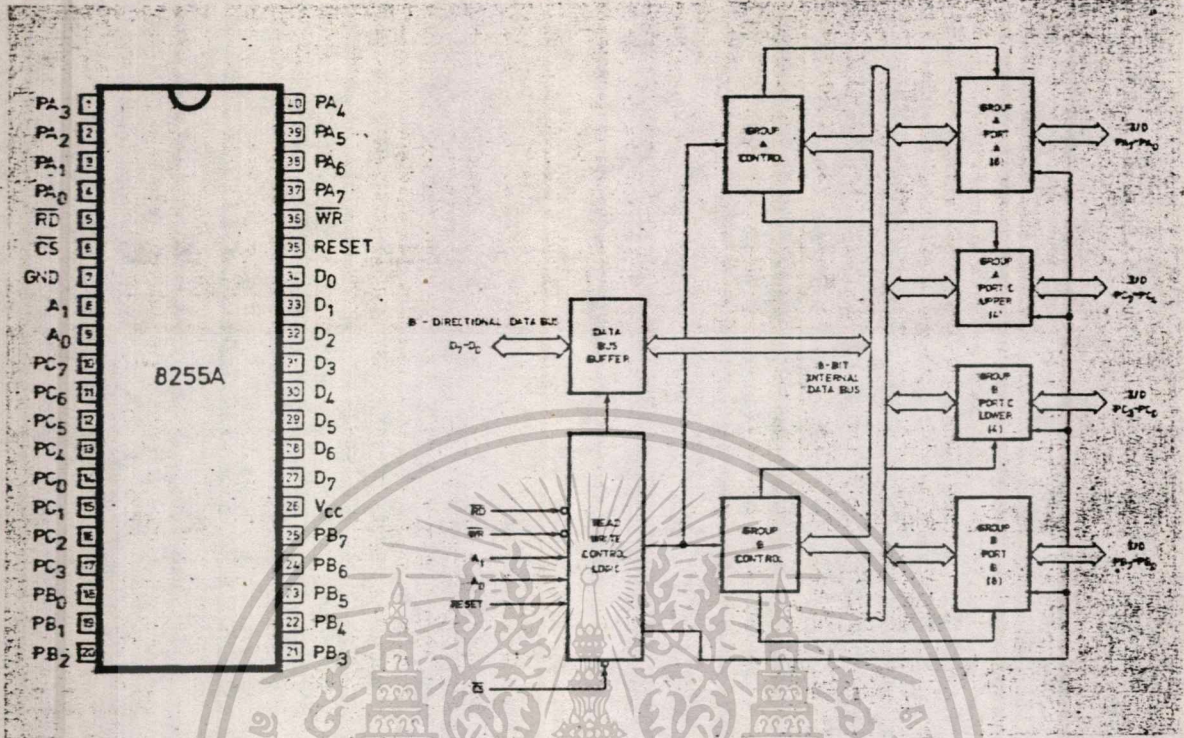 PA3 1
PA2 2
PA1 3
PA0 4
RD 5
CS 6
GND 7
A1 8
A0 9
PC7 10
PC6 11
PC5 12
PC4 13
PC0 14
PC1 15
PC2 16
PC3 17
PB0 18
PB1 19
PB2 20
8255A
40 PA4
39 PA5
38 PA6
37 PA7
36 WR
35 RESET
34 D0
33 D1
32 D2
31 D3
30 D4
29 D5
28 D6
27 D7
26 VCC
25 PB7
24 PB6
23 PB5
22 PB4
21 PB3
BI-DIRECTIONAL DATA BUS
D7-D0
DATA
BUS
BUFFER
RD
WR
A1
A0
RESET
CS
READ
WRITE
CONTROL
LOGIC
GROUP
A
CONTROL
GROUP
B
CONTROL
8-BIT
INTERNAL
DATA BUS
GROUP
A
PORT
A
(8)
I/O
PA7-PA0
GROUP
A
PORT C
UPPER
(4)
I/O
PC7-PC4
GROUP
B
PORT C
LOWER
(4)
I/O
PC3-PC0
GROUP
B
PORT
B
(8)
I/O
PB7-PB0